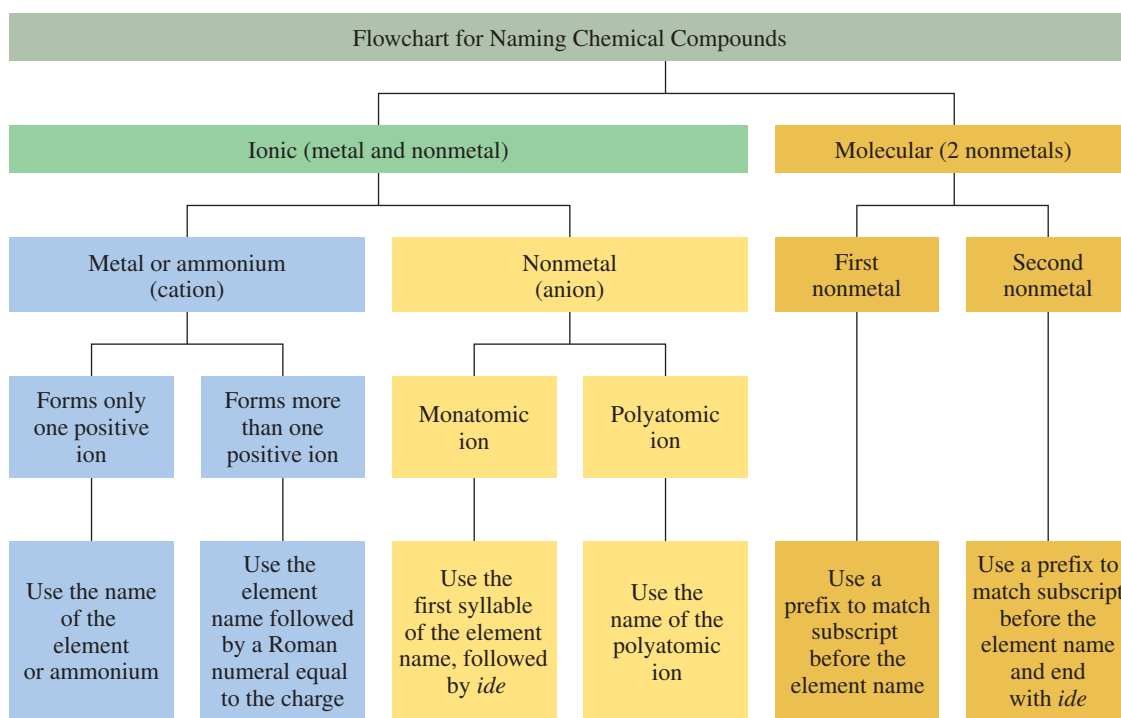 Flowchart for Naming Chemical Compounds
Ionic (metal and nonmetal)
Molecular (2 nonmetals)
Metal or ammonium
(cation)
Nonmetal
(anion)
First
nonmetal
Second
nonmetal
Forms only
one positive
ion
Forms more
than one
positive ion
Monatomic
ion
Polyatomic
ion
Use the name
of the
element
or ammonium
Use the
element
name followed
by a Roman
numeral equal
to the charge
Use the
first syllable
of the element
name, followed
by ide
Use the
name of the
polyatomic
ion
Use a
prefix to match
subscript
before the
element name
Use a prefix to
match subscript
before the
element name
and end
with ide